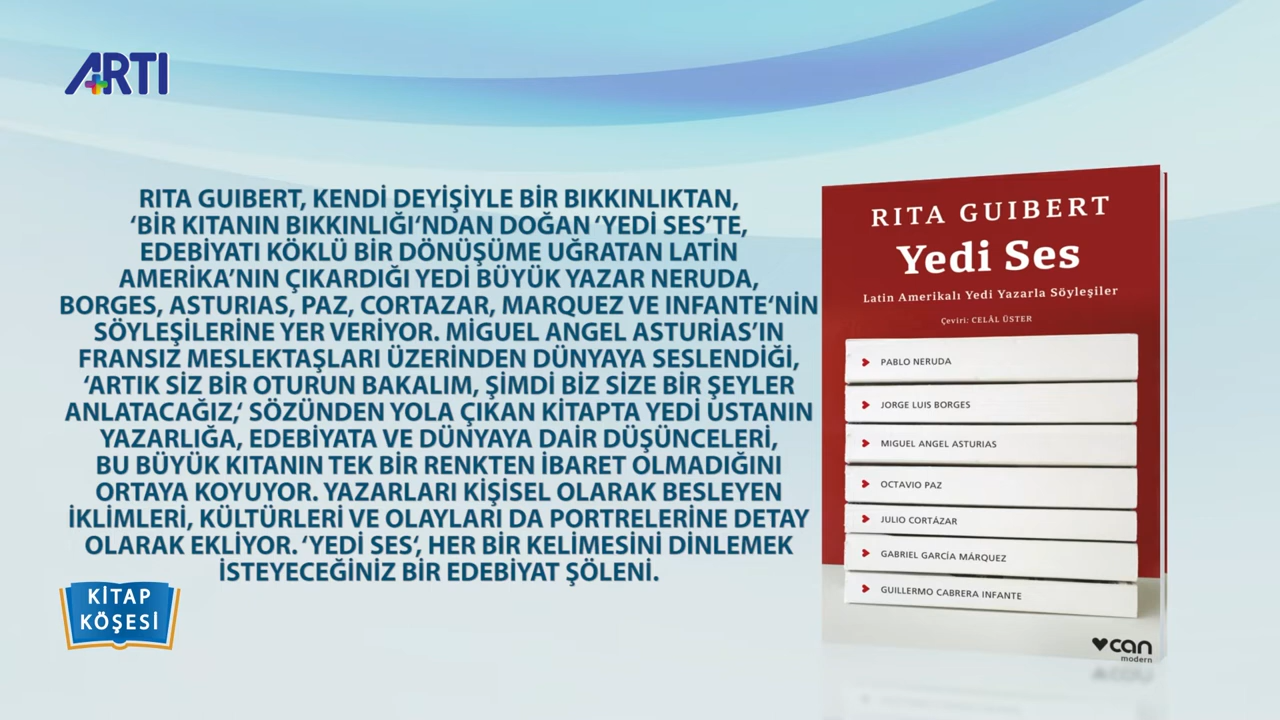 ARTI
RITA GUIBERT, KENDİ DEYİŞİYLE BİR BIKKINLIKTAN,
‘BİR KITANIN BIKKINLIĞI‘NDAN DOĞAN ‘YEDİ SES’TE,
EDEBİYATI KÖKLÜ BİR DÖNÜŞÜME UĞRATAN LATİN
AMERİKA’NIN ÇIKARDIĞI YEDİ BÜYÜK YAZAR NERUDA,
BORGES, ASTURIAS, PAZ, CORTAZAR, MARQUEZ VE INFANTE‘NİN
SÖYLEŞİLERİNE YER VERİYOR. MİGUEL ANGEL ASTURİAS’IN
FRANSIZ MESLEKTAŞLARI ÜZERİNDEN DÜNYAYA SESLENDİĞİ,
‘ARTIK SİZ BİR OTURUN BAKALIM, ŞİMDİ BİZ SİZE BİR ŞEYLER
ANLATACAĞIZ,‘ SÖZÜNDEN YOLA ÇIKAN KİTAPTA YEDİ USTANIN
YAZARLIĞA, EDEBİYATA VE DÜNYAYA DAİR DÜŞÜNCELERİ,
BU BÜYÜK KITANIN TEK BİR RENKTEN İBARET OLMADIĞINI
ORTAYA KOYUYOR. YAZARLARI KİŞİSEL OLARAK BESLEYEN
İKLİMLERİ, KÜLTÜRLERİ VE OLAYLARI DA PORTRELERİNE DETAY
OLARAK EKLİYOR. ‘YEDİ SES‘, HER BİR KELİMESİNİ DİNLEMEK
İSTEYECEĞİNİZ BİR EDEBİYAT ŞÖLENİ.
KİTAP
KÖŞESİ
RITA GUIBERT
Yedi Ses
Latin Amerikalı Yedi Yazarla Söyleşiler
Çeviri: CELÂL ÜSTER
PABLO NERUDA
JORGE LUIS BORGES
MIGUEL ANGEL ASTURIAS
OCTAVIO PAZ
JULIO CORTÁZAR
GABRIEL GARCÍA MÁRQUEZ
GUILLERMO CABRERA INFANTE
can
modern